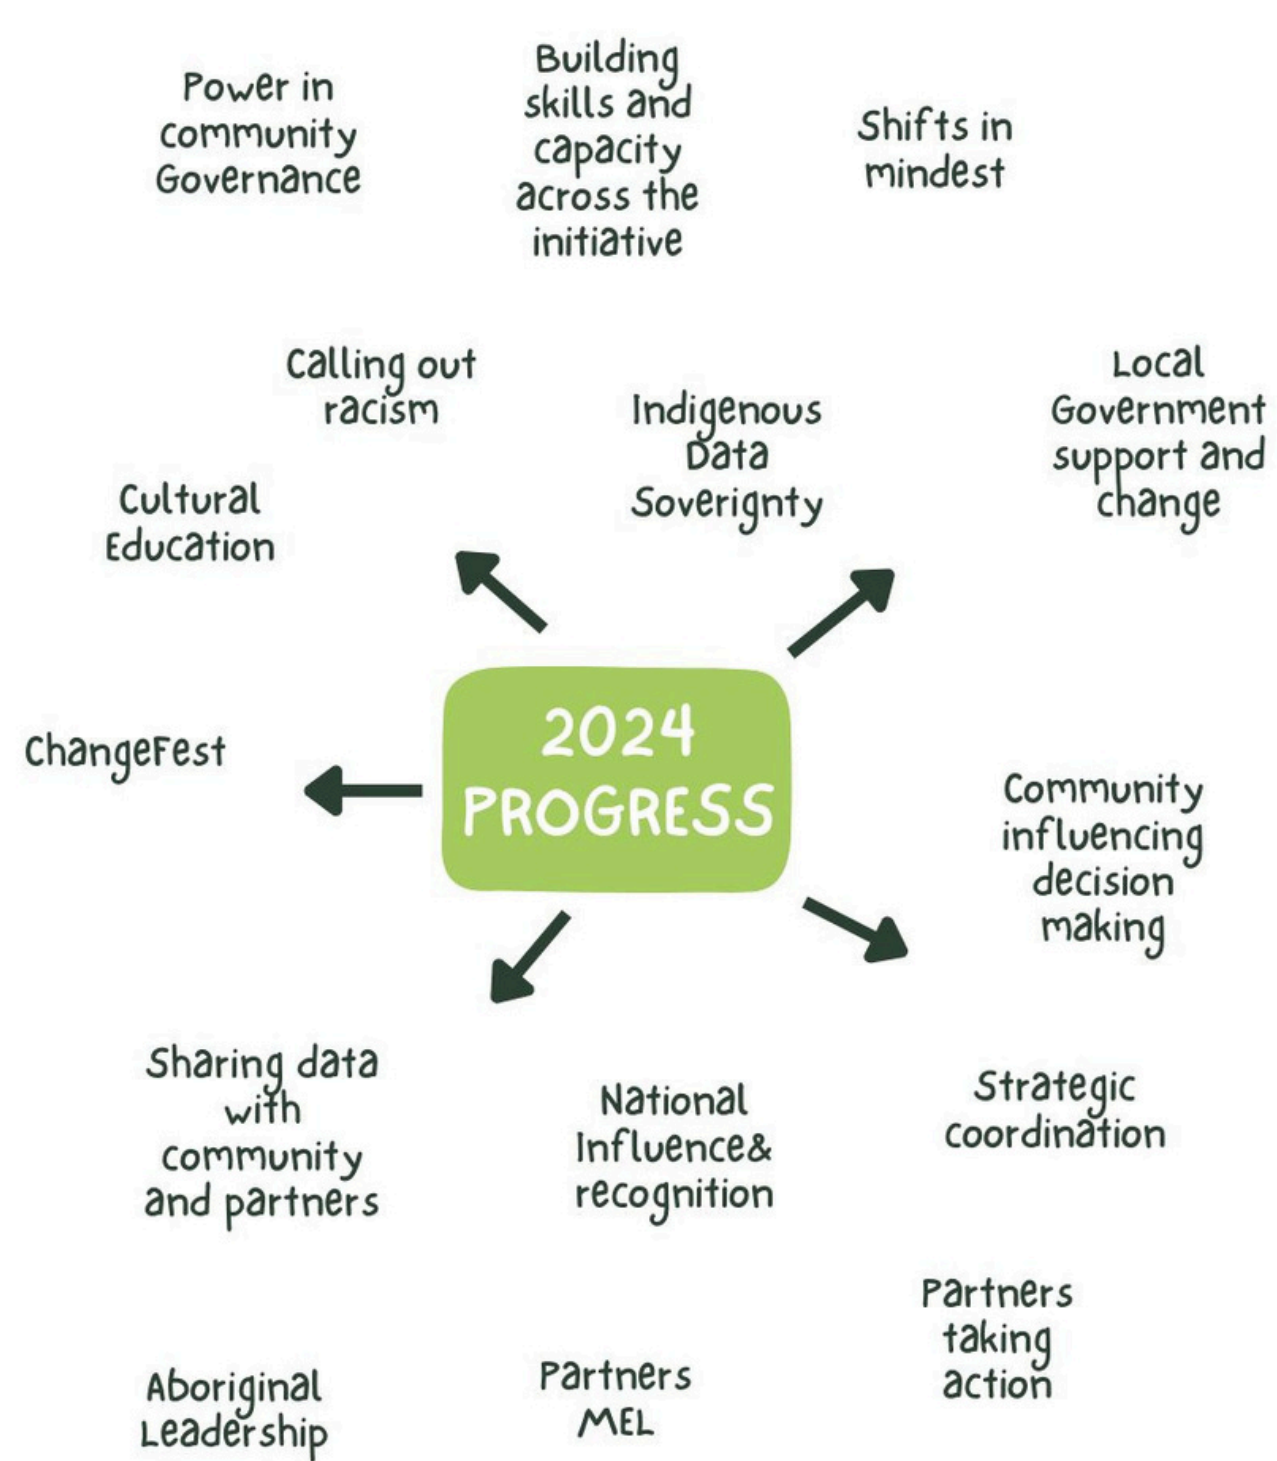 Power in
community
Governance
Building
skills and
capacity
across the
initiative
Shifts in
mindest
Calling out
racism
Indigenous
Data
Soverignty
Local
Government
support and
change
Cultural
Education
2024
PROGRESS
ChangeFest
Community
influencing
decision
making
Sharing data
with
community
and partners
National
Influence&
recognition
Strategic
coordination
Partners
taking
action
Aboriginal
Leadership
Partners
MEL